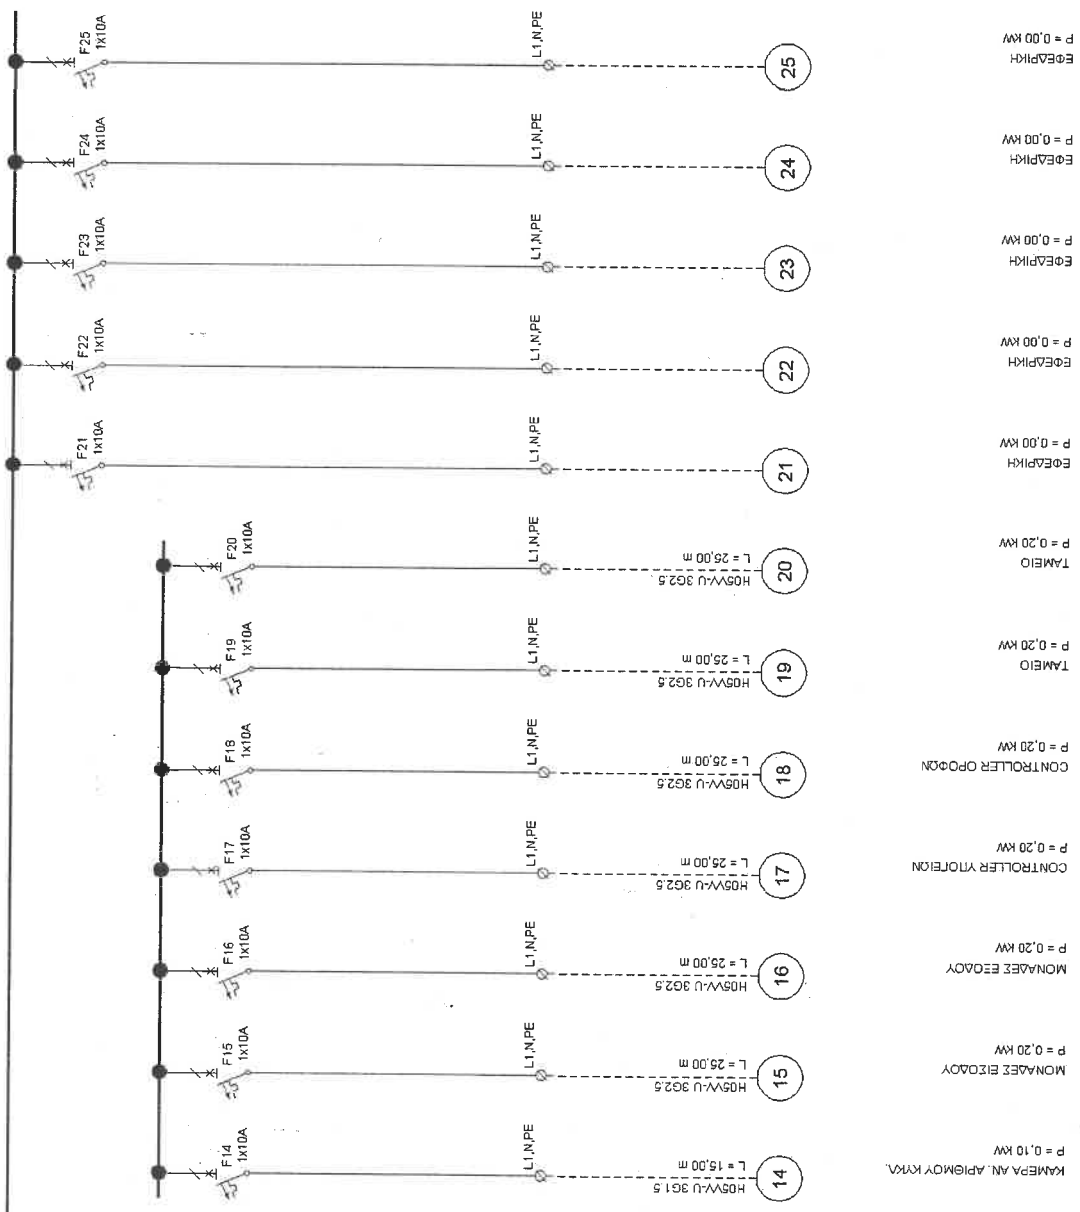 F25
1x10A
L1,N,PE
25
ΕΦΕΔΡΙΚΗ
P = 0,00 KW
F24
1x10A
L1,N,PE
24
ΕΦΕΔΡΙΚΗ
P = 0,00 KW
F23
1x10A
L1,N,PE
23
ΕΦΕΔΡΙΚΗ
P = 0,00 KW
F22
1x10A
L1,N,PE
22
ΕΦΕΔΡΙΚΗ
P = 0,00 KW
F21
1x10A
L1,N,PE
21
ΕΦΕΔΡΙΚΗ
P = 0,00 KW
F20
1x10A
L1,N,PE
H05VV-U 3G2.5
L = 25,00 m
20
ΤΑΜΕΙΟ
P = 0,20 KW
F19
1x10A
L1,N,PE
H05VV-U 3G2.5
L = 25,00 m
19
ΤΑΜΕΙΟ
P = 0,20 KW
F18
1x10A
L1,N,PE
H05VV-U 3G2.5
L = 25,00 m
18
CONTROLLER ΟΡΟΦΩΝ
P = 0,20 KW
F17
1x10A
L1,N,PE
H05VV-U 3G2.5
L = 25,00 m
17
CONTROLLER ΥΠΟΓΕΙΩΝ
P = 0,20 KW
F16
1x10A
L1,N,PE
H05VV-U 3G2.5
L = 25,00 m
16
ΜΟΝΑΔΕΣ ΕΞΟΔΟΥ
P = 0,20 KW
F15
1x10A
L1,N,PE
H05VV-U 3G2.5
L = 25,00 m
15
ΜΟΝΑΔΕΣ ΕΙΣΟΔΟΥ
P = 0,20 KW
F14
1x10A
L1,N,PE
H05VV-U 3G1.5
L = 15,00 m
14
ΚΑΜΕΡΑ ΑΝ. ΑΡΙΘΜΟΥ ΚΥΚΛ.
P = 0,10 KW